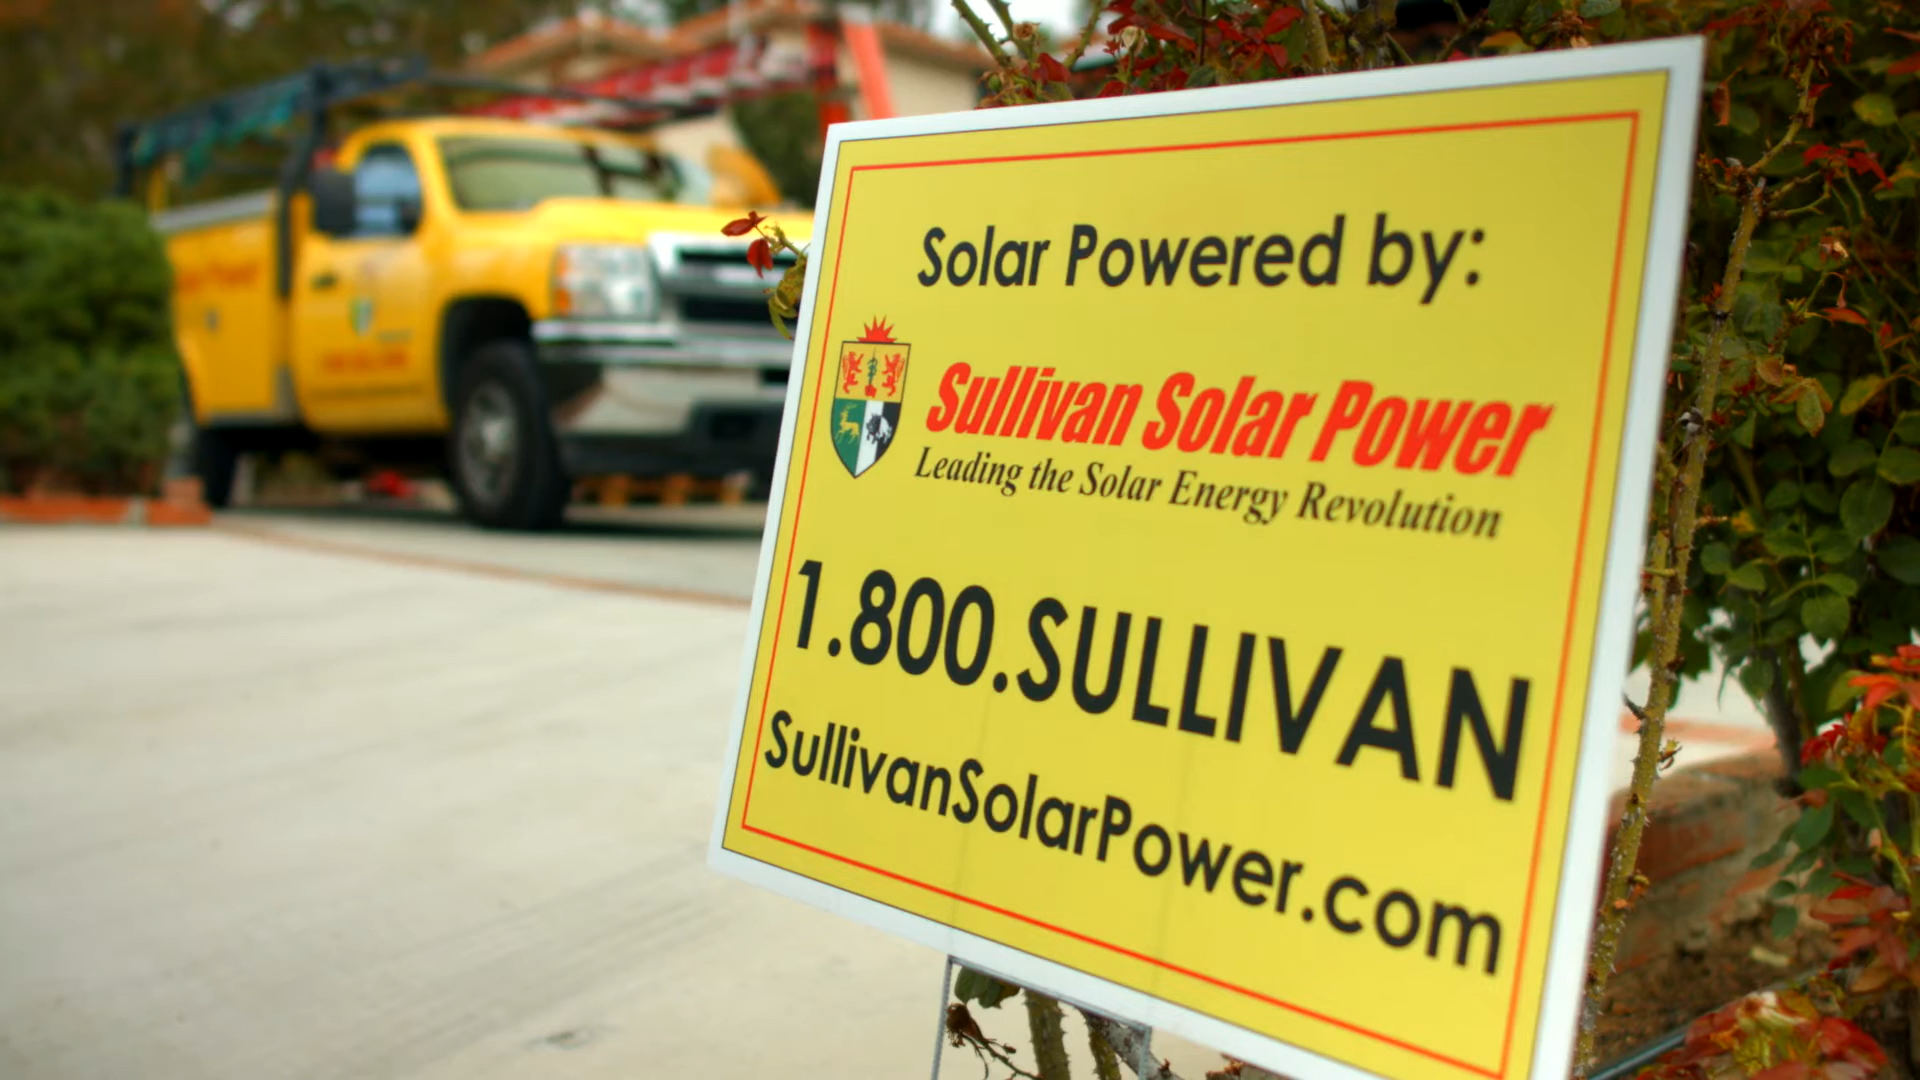 Solar Powered by:
Sullivan Solar Power
Leading the Solar Energy Revolution
1.800.SULLIVAN
SullivanSolarPower.com